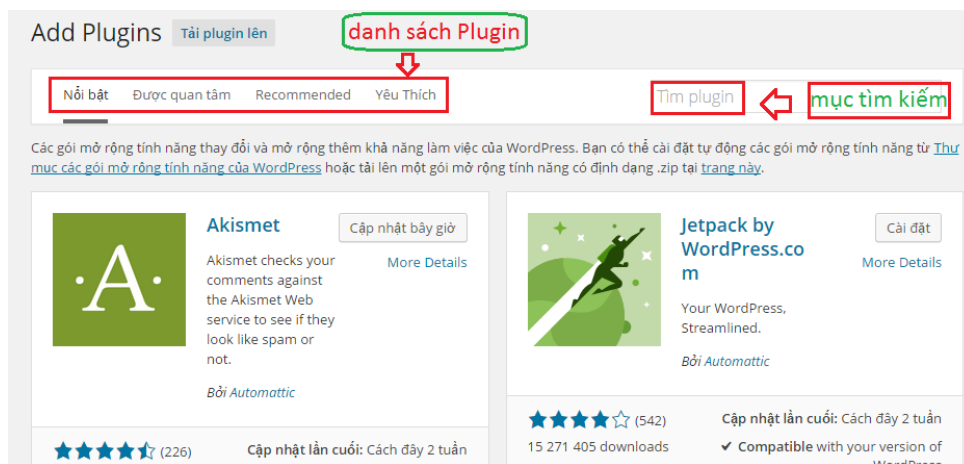 Add Plugins Tải plugin lên danh sách Plugin
Nổi bật Được quan tâm Recommended Yêu Thích Tìm plugin mục tìm kiếm
Các gói mở rộng tính năng thay đổi và mở rộng thêm khả năng làm việc của WordPress. Bạn có thể cài đặt tự động các gói mở rộng tính năng từ Thư
mục các gói mở rộng tính năng của WordPress hoặc tải lên một gói mở rộng tính năng có định dạng .zip tại trang này.
Akismet
Cập nhật bây giờ
More Details
Akismet checks your
comments against
the Akismet Web
service to see if they
look like spam or
not.
Bởi Automattic
(226) Cập nhật lần cuối: Cách đây 2 tuần
Jetpack by
WordPress.co
m
Cài đặt
More Details
Your WordPress,
Streamlined.
Bởi Automattic
(542) Cập nhật lần cuối: Cách đây 2 tuần
15 271 405 downloads ✔ Compatible with your version of
WordPress